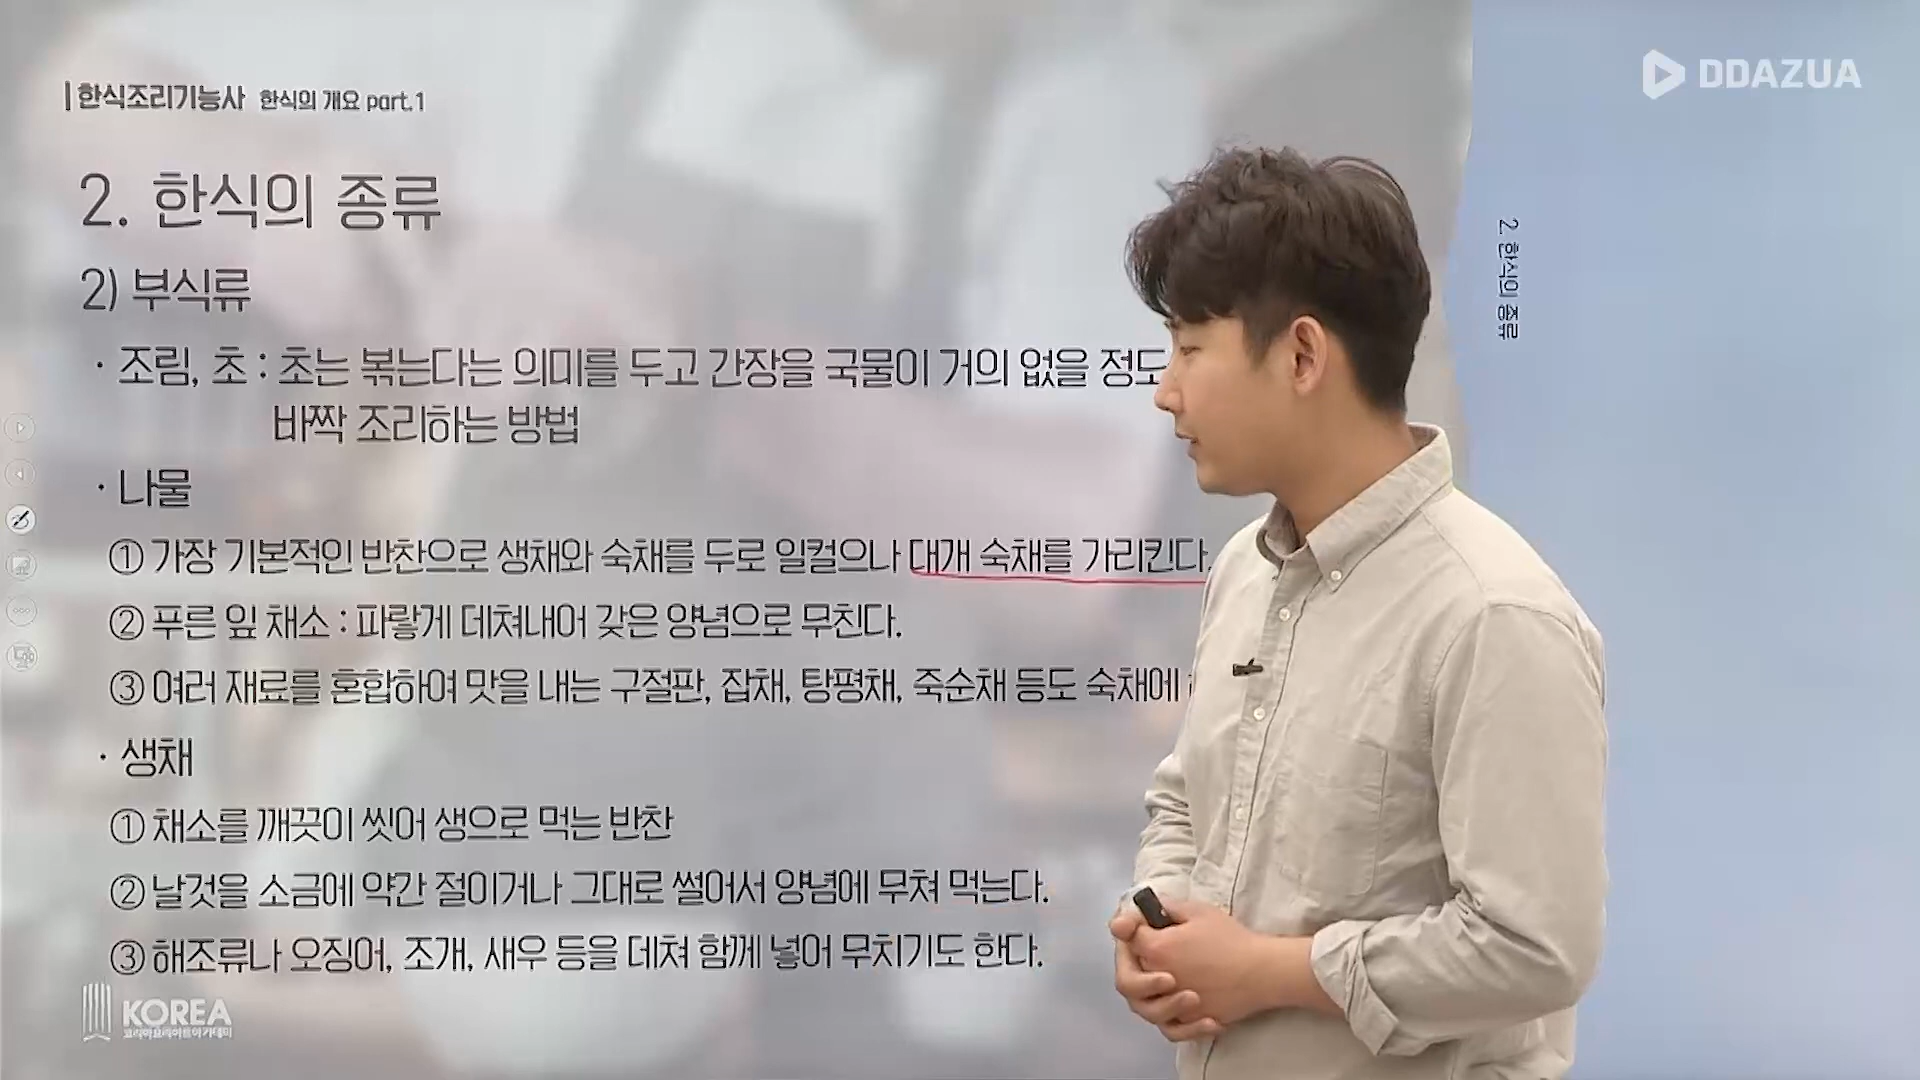 DDAZUA
한식조리기능사 한식의 개요 part.1
2. 한식의 종류
2. 한식의 종류
2) 부식류
· 조림, 초 : 초는 볶는다는 의미를 두고 간장을 국물이 거의 없을 정도
바짝 조리하는 방법
· 나물
① 가장 기본적인 반찬으로 생채와 숙채를 두로 일컬으나 대개 숙채를 가리킨다.
② 푸른 잎 채소 : 파랗게 데쳐내어 갖은 양념으로 무친다.
③ 여러 재료를 혼합하여 맛을 내는 구절판, 잡채, 탕평채, 죽순채 등도 숙채에
· 생채
① 채소를 깨끗이 씻어 생으로 먹는 반찬
② 날것을 소금에 약간 절이거나 그대로 썰어서 양념에 무쳐 먹는다.
③ 해조류나 오징어, 조개, 새우 등을 데쳐 함께 넣어 무치기도 한다.
KOREA
코리아요리아트아카데미